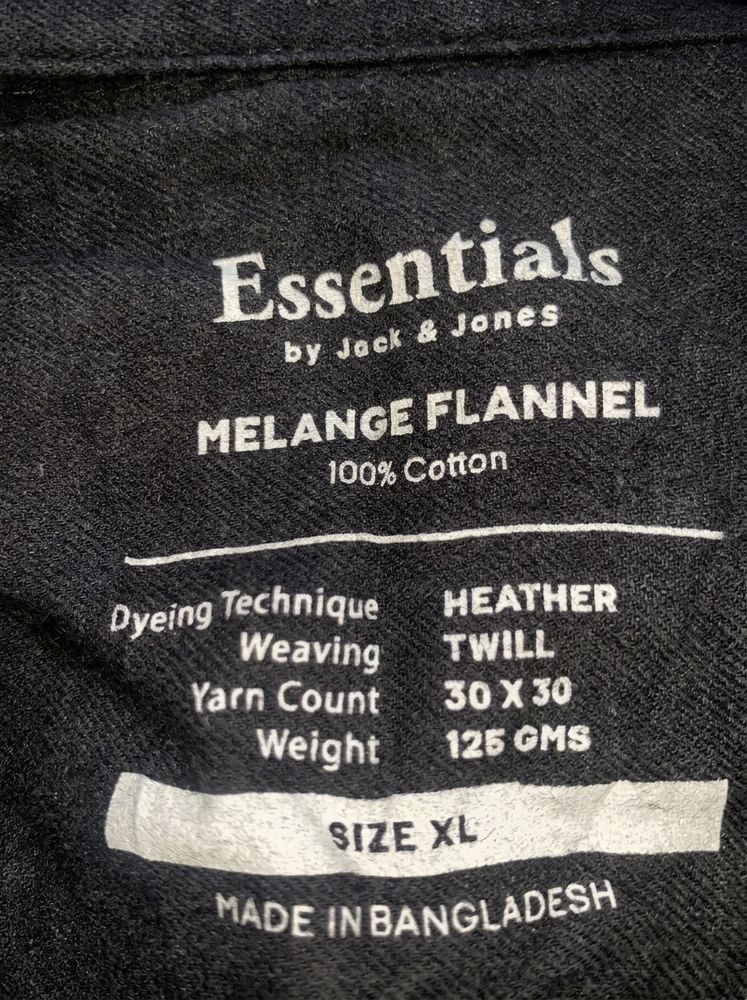 Essentials
by Jack & Jones
MELANGE FLANNEL
100% Cotton
Dyeing Technique HEATHER
Weaving TWILL
Yarn Count 30 X 30
Weight 125 GMS
SIZE XL
MADE IN BANGLADESH